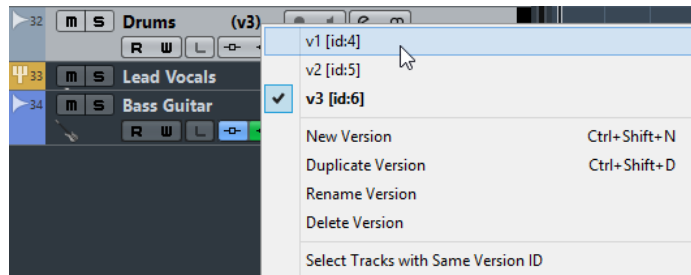 32 m S Drums (v3) e
R W L
33 m S Lead Vocals
34 m S Bass Guitar
R W L
v1 [id:4]
v2 [id:5]
v3 [id:6]
New Version Ctrl+Shift+N
Duplicate Version Ctrl+Shift+D
Rename Version
Delete Version
Select Tracks with Same Version ID